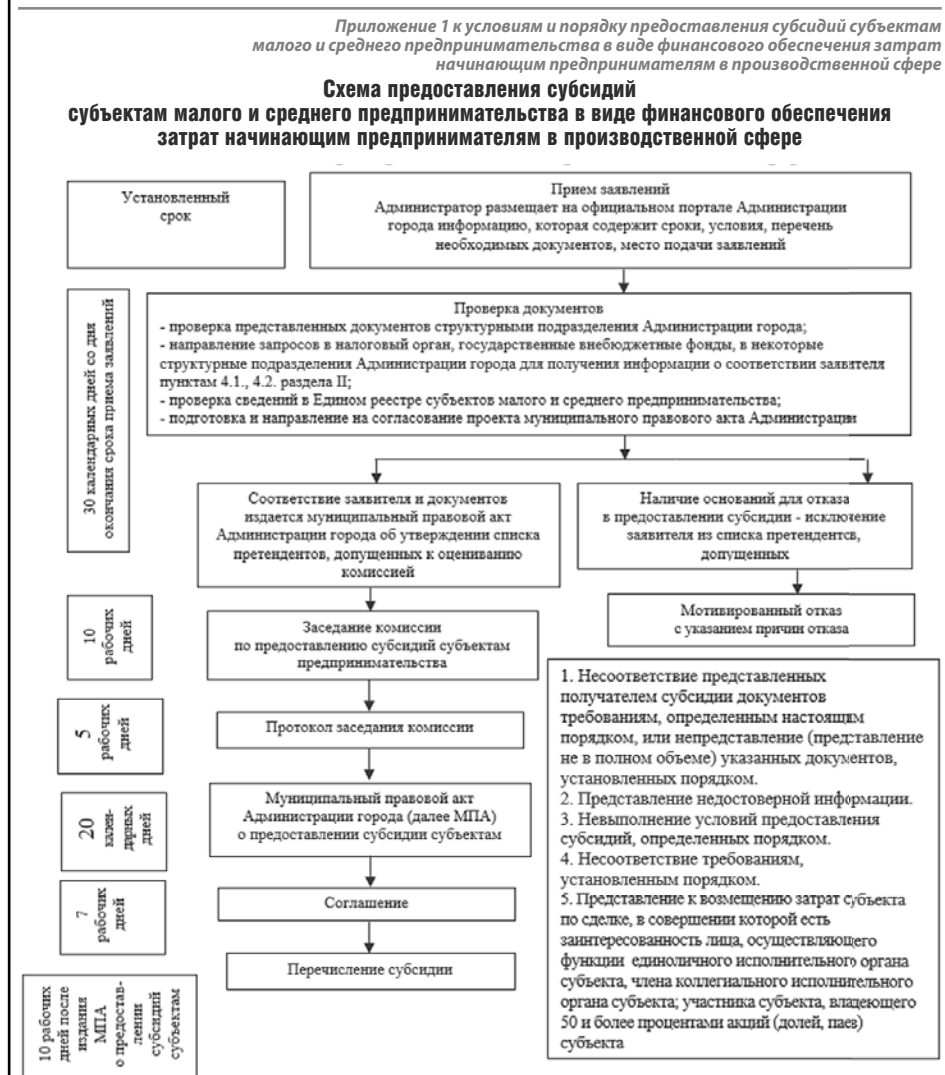 Приложение 1 к условиям и порядку предоставления субсидий субъектам
малого и среднего предпринимательства в виде финансового обеспечения затрат
начинающим предпринимателям в производственной сфере
Схема предоставления субсидий
субъектам малого и среднего предпринимательства в виде финансового обеспечения
затрат начинающим предпринимателям в производственной сфере
Установленный
срок
Прием заявлений
Администратор размещает на официальном портале Администрации
города информацию, которая содержит сроки, условия, перечень
необходимых документов, место подачи заявлений
30 календарных дней со дня
окончания срока приема заявлений
Проверка документов
- проверка представленных документов структурными подразделения Администрации города;
- направление запросов в налоговый орган, государственные внебюджетные фонды, в некоторые
структурные подразделения Администрации города для получения информации о соответствии заявителя
пунктам 4.1., 4.2. раздела II;
- проверка сведений в Едином реестре субъектов малого и среднего предпринимательства;
- подготовка и направление на согласование проекта муниципального правового акта Администрации
Соответствие заявителя и документов
издается муниципальный правовой акт
Администрации города об утверждении списка
претендентов, допущенных к оцениванию
комиссией
Наличие оснований для отказа
в предоставлении субсидии - исключение
заявителя из списка претендентов,
допущенных
Мотивированный отказ
с указанием причин отказа
10
рабочих
дней
Заседание комиссии
по предоставлению субсидий субъектам
предпринимательства
5
рабочих
дней
Протокол заседания комиссии
20
кален-
дарных
дней
Муниципальный правовой акт
Администрации города (далее МПА)
о предоставлении субсидии субъектам
7
рабочих
дней
Соглашение
10 рабочих
дней после
издания
МПА
о предостав-
лении
субсидий
субъектам
Перечисление субсидии
1. Несоответствие представленных
получателем субсидии документов
требованиям, определенным настоящим
порядком, или непредставление (представление
не в полном объеме) указанных документов,
установленных порядком.
2. Представление недостоверной информации.
3. Невыполнение условий предоставления
субсидий, определенных порядком.
4. Несоответствие требованиям,
установленным порядком.
5. Представление к возмещению затрат субъекта
по сделке, в совершении которой есть
заинтересованность лица, осуществляющего
функции единоличного исполнительного органа
субъекта, члена коллегиального исполнительного
органа субъекта; участника субъекта, владеющего
50 и более процентами акций (долей, паев)
субъекта